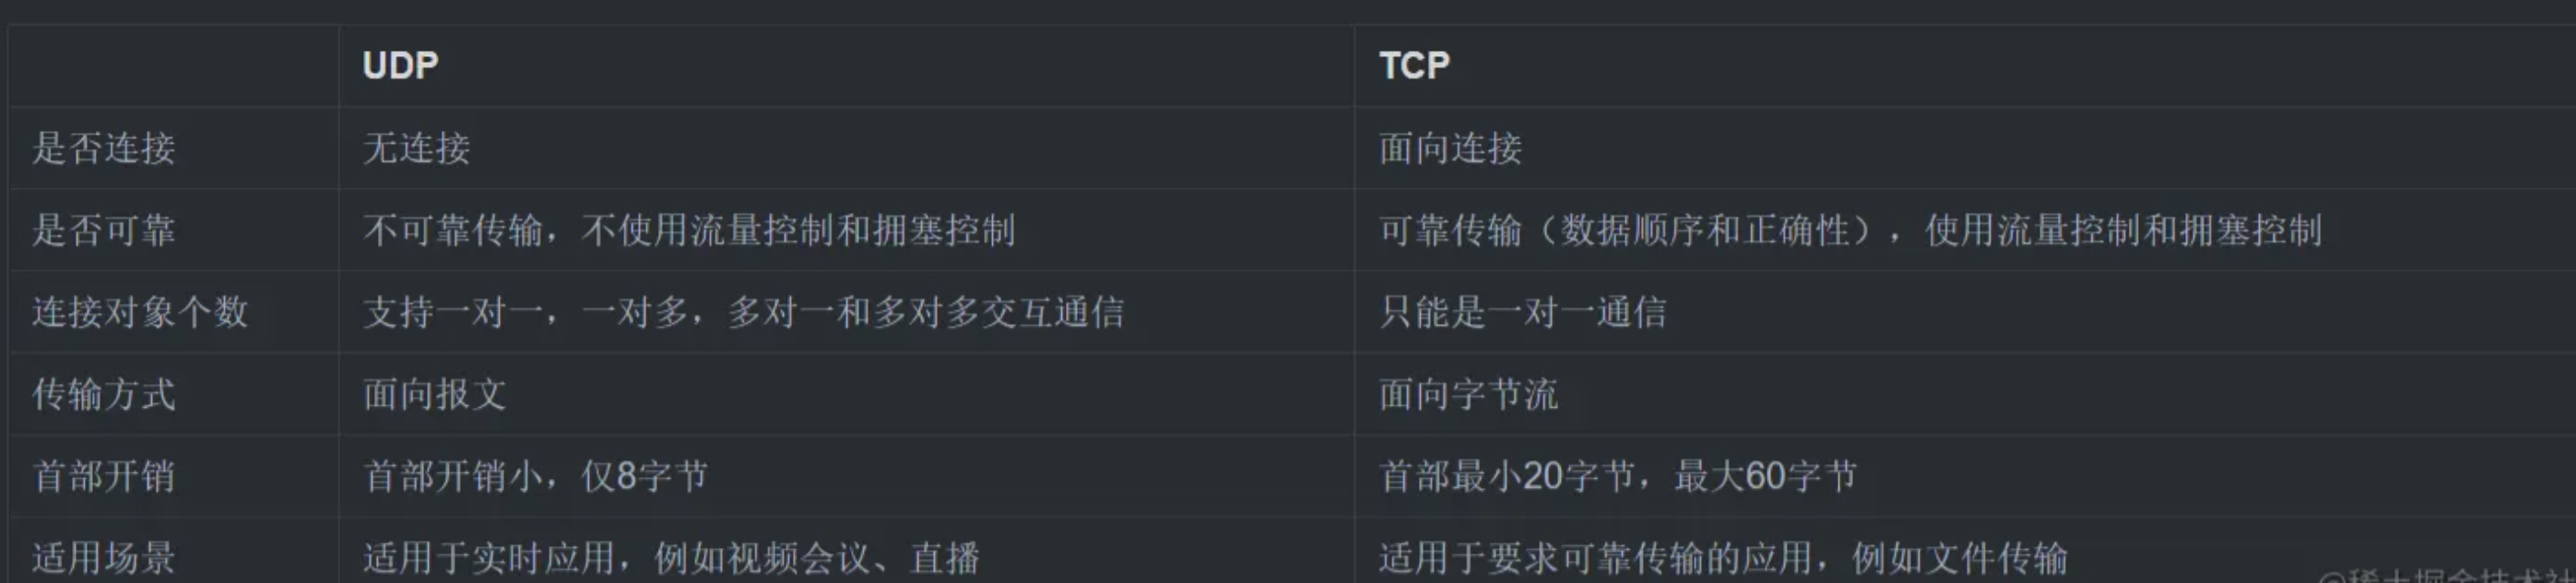 UDP TCP
是否连接 无连接 面向连接
是否可靠 不可靠传输，不使用流量控制和拥塞控制 可靠传输（数据顺序和正确性），使用流量控制和拥塞控制
连接对象个数 支持一对一，一对多，多对一和多对多交互通信 只能是一对一通信
传输方式 面向报文 面向字节流
首部开销 首部开销小，仅8字节 首部最小20字节，最大60字节
适用场景 适用于实时应用，例如视频会议、直播 适用于要求可靠传输的应用，例如文件传输
@稀土掘金技术社